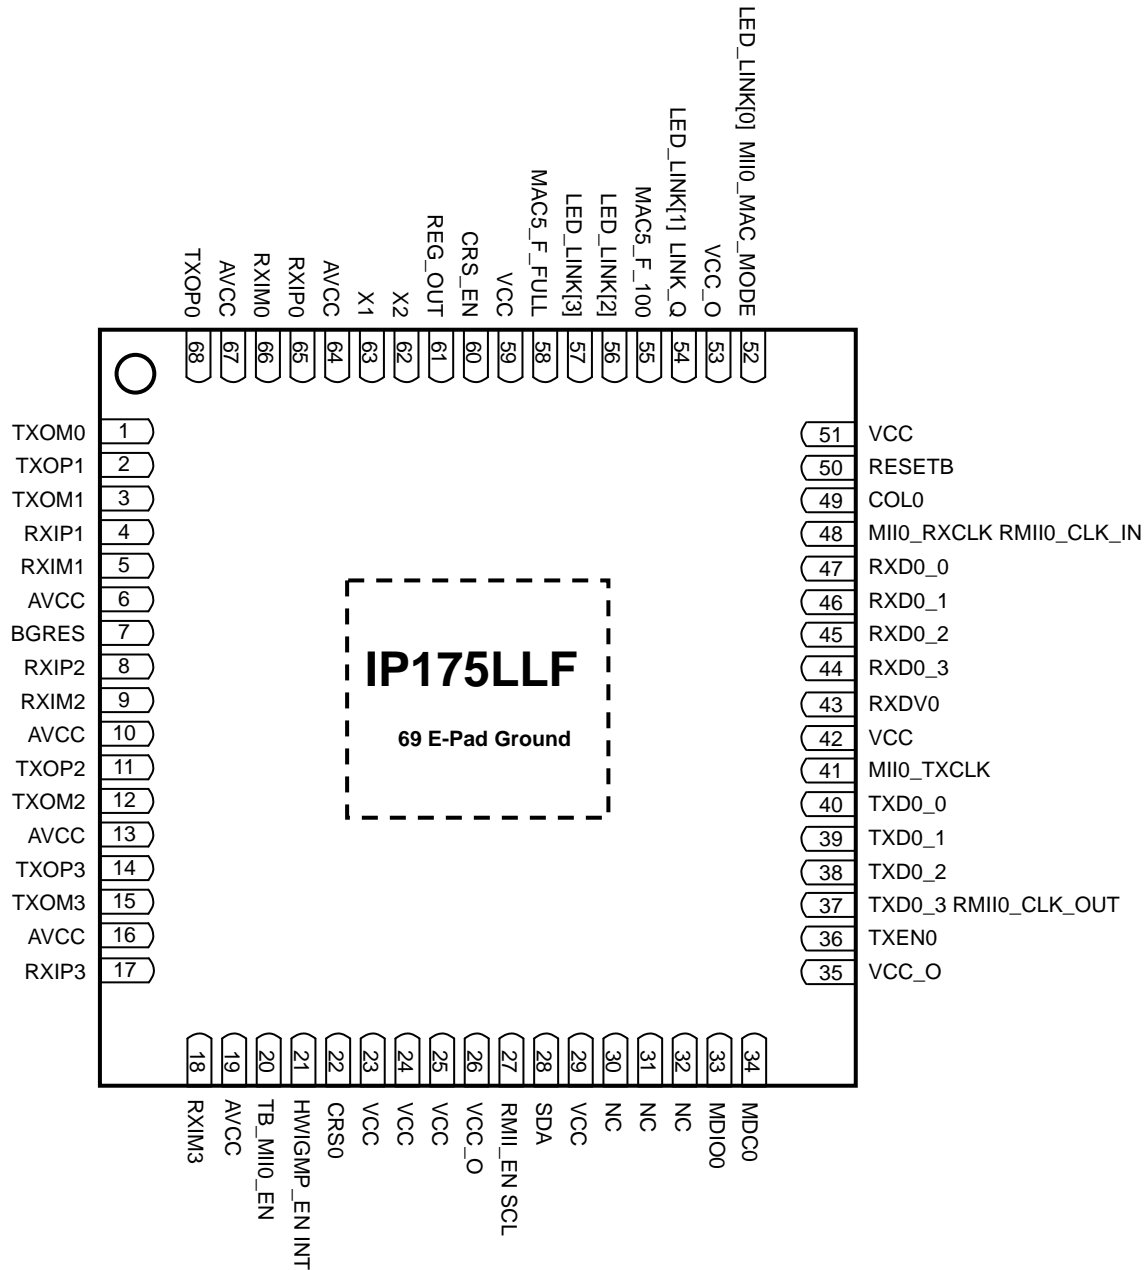 TXOP0
AVCC
RXIM0
RXIP0
AVCC
X1
X2
REG_OUT
CRS_EN
VCC
MAC5_F_FULL
LED_LINK[3]
LED_LINK[2]
MAC5_F_100
LED_LINK[1] LINK_Q
VCC_O
LED_LINK[0] MII0_MAC_MODE
68
67
66
65
64
63
62
61
60
59
58
57
56
55
54
53
52
TXOM0 1
TXOP1 2
TXOM1 3
RXIP1 4
RXIM1 5
AVCC 6
BGRES 7
RXIP2 8
RXIM2 9
AVCC 10
TXOP2 11
TXOM2 12
AVCC 13
TXOP3 14
TXOM3 15
AVCC 16
RXIP3 17
IP175LLF
69 E-Pad Ground
51 VCC
50 RESETB
49 COL0
48 MII0_RXCLK RMII0_CLK_IN
47 RXD0_0
46 RXD0_1
45 RXD0_2
44 RXD0_3
43 RXDV0
42 VCC
41 MII0_TXCLK
40 TXD0_0
39 TXD0_1
38 TXD0_2
37 TXD0_3 RMII0_CLK_OUT
36 TXEN0
35 VCC_O
18
19
20
21
22
23
24
25
26
27
28
29
30
31
32
33
34
RXIM3
AVCC
TB_MII0_EN
HWIGMP_EN INT
CRS0
VCC
VCC
VCC
VCC_O
RMII_EN SCL
SDA
VCC
NC
NC
NC
MDIO0
MDC0